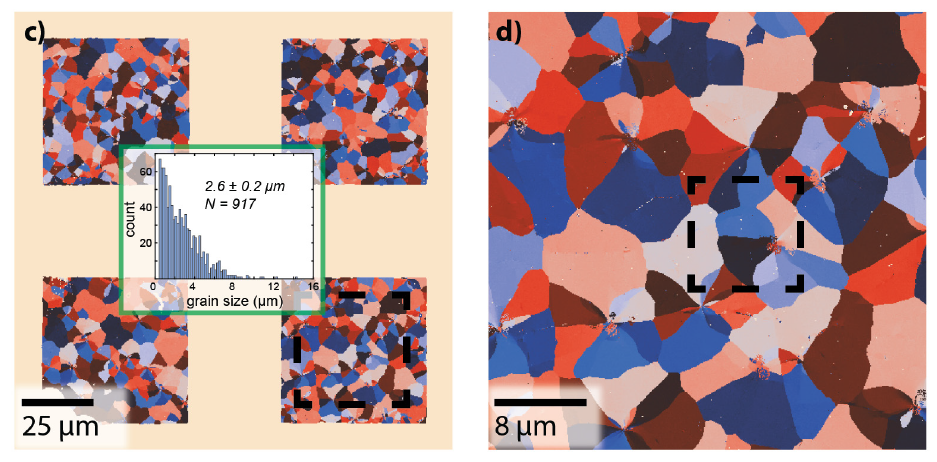 c)
60
40
20
count
2.6 ± 0.2 µm
N = 917
0 4 8 12 16
grain size (µm)
25 µm
d)
8 µm